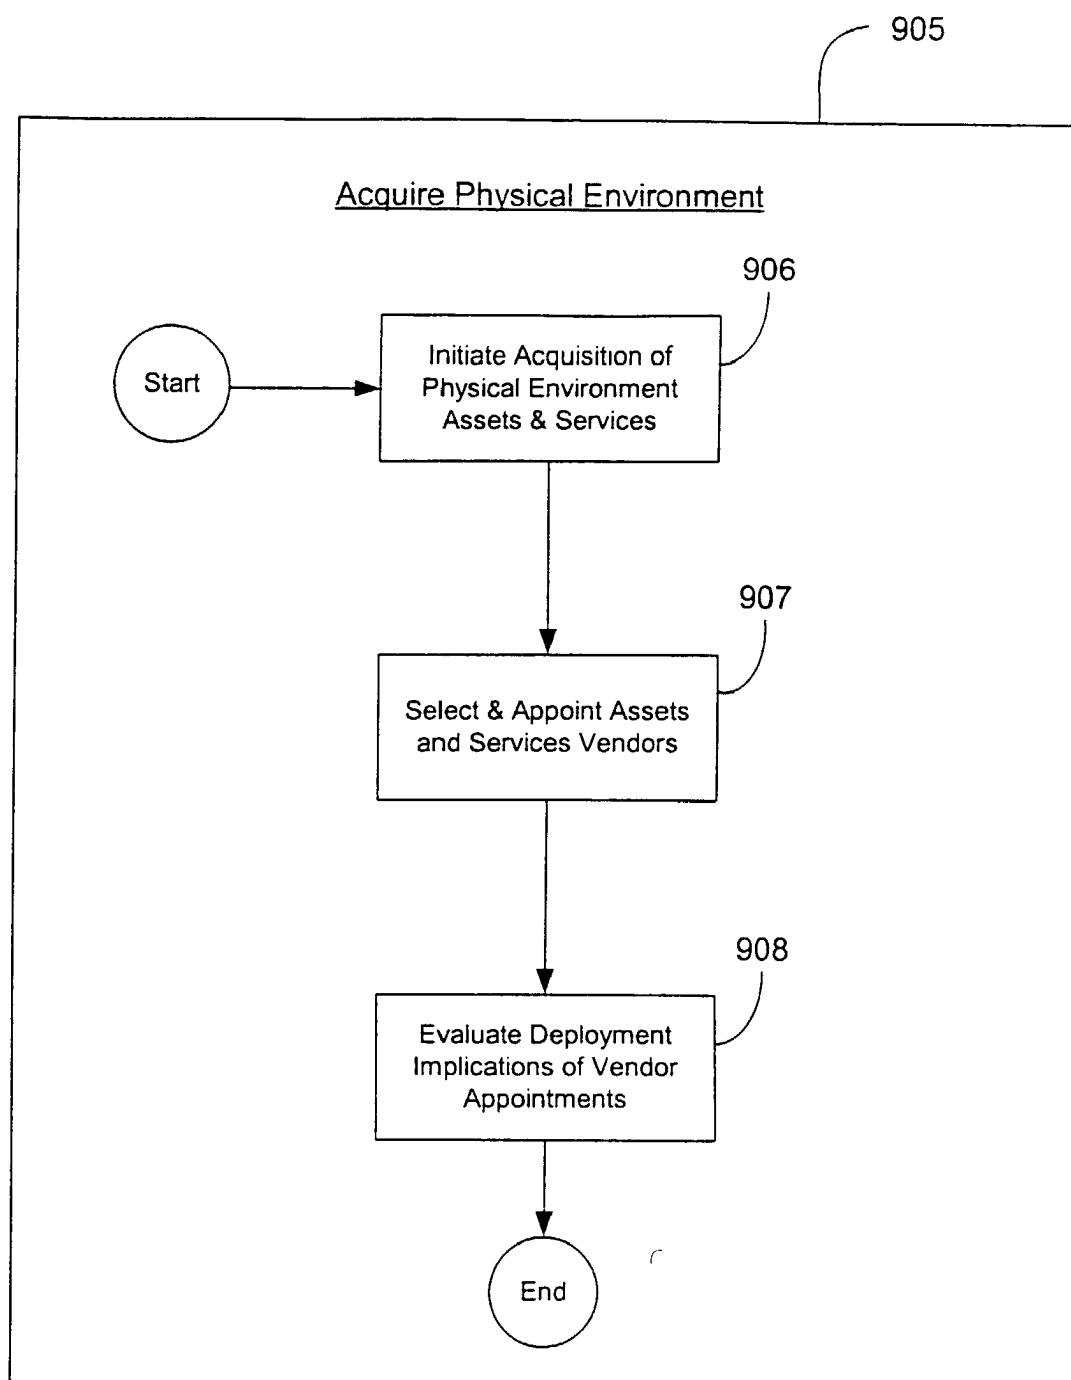 905
Acquire Physical Environment
906
Initiate Acquisition of
Physical Environment
Assets & Services
Start
907
Select & Appoint Assets
and Services Vendors
908
Evaluate Deployment
Implications of Vendor
Appointments
End